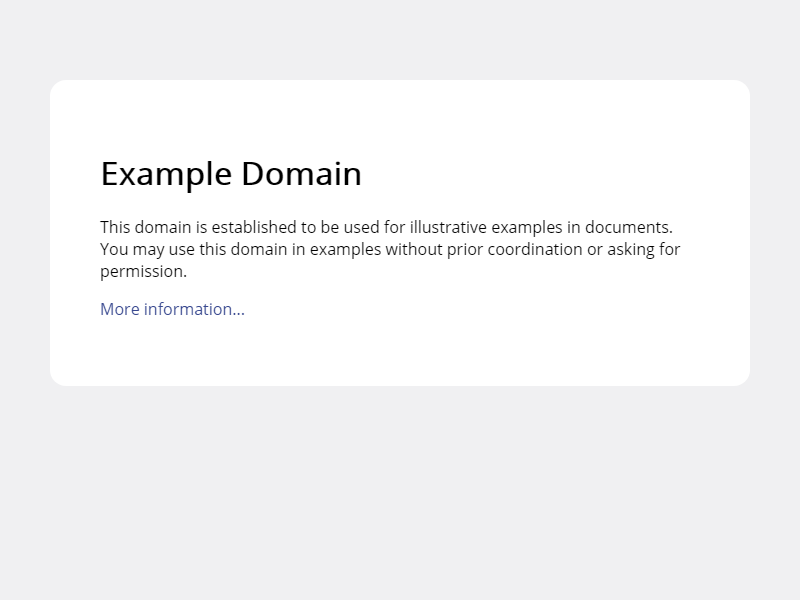 Example Domain
This domain is established to be used for illustrative examples in documents.
You may use this domain in examples without prior coordination or asking for
permission.
More information...